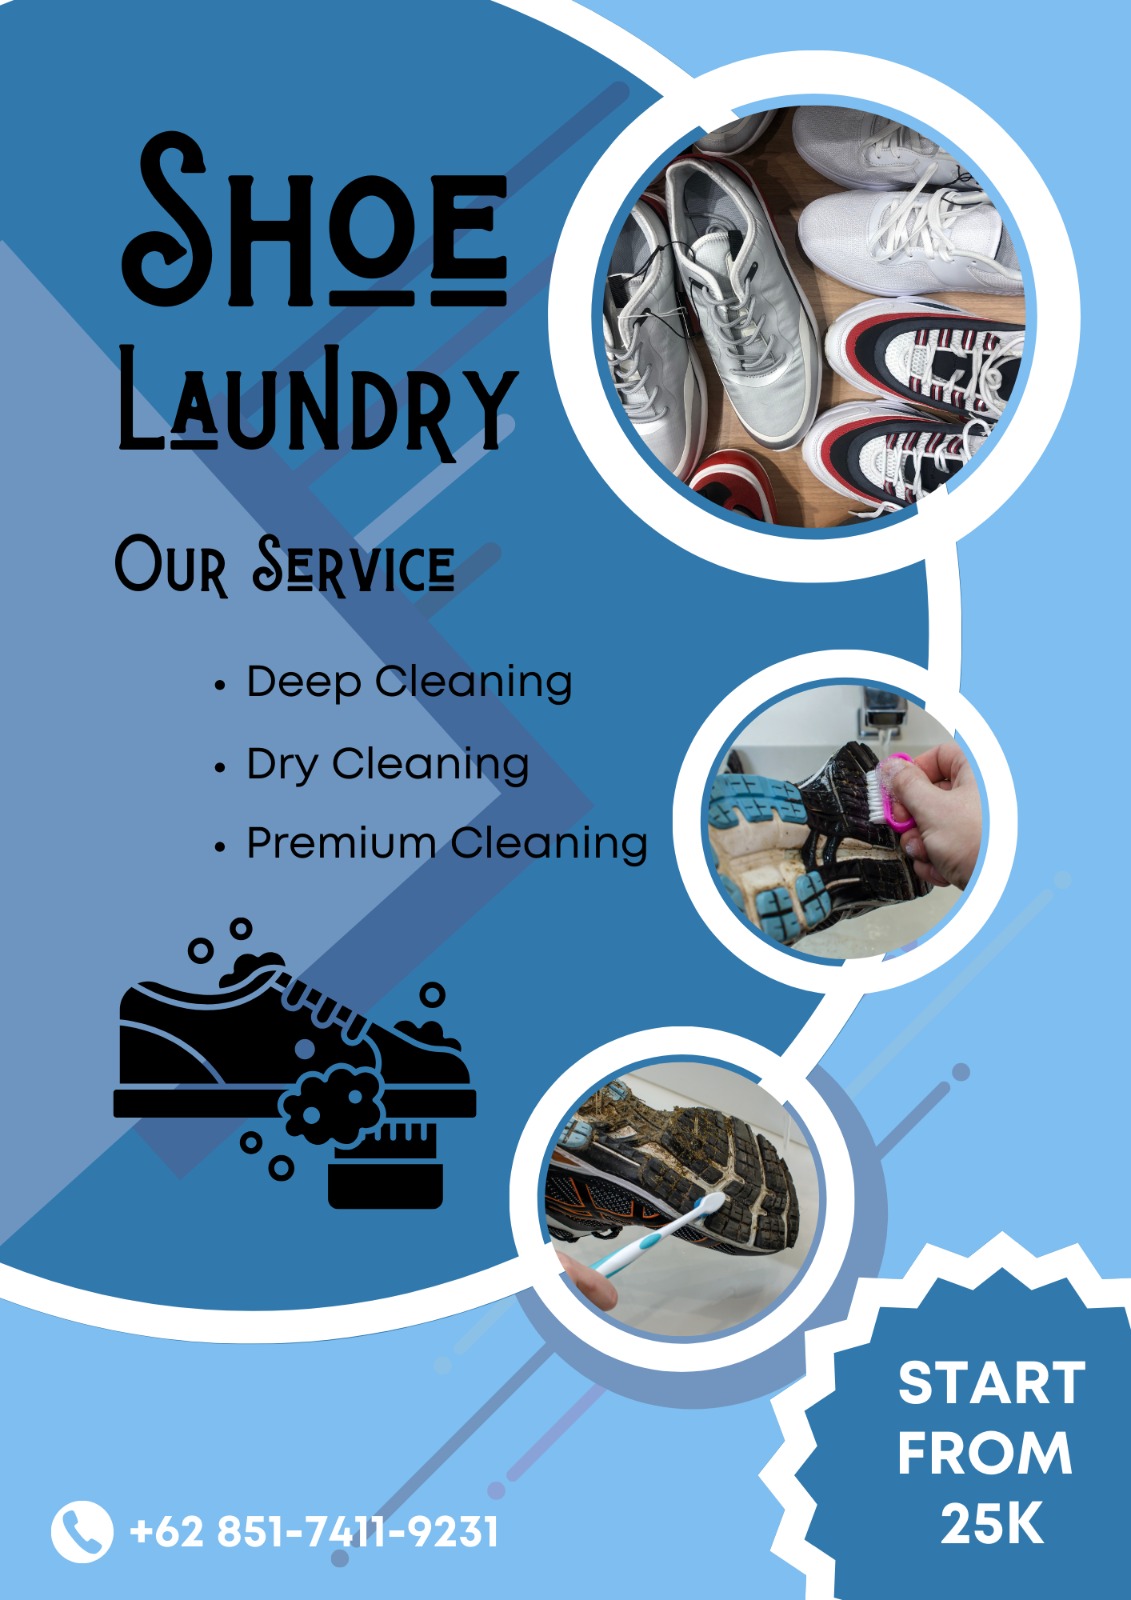 Shoe
Laundry
Our Service
• Deep Cleaning
• Dry Cleaning
• Premium Cleaning
START
FROM
25K
+62 851-7411-9231